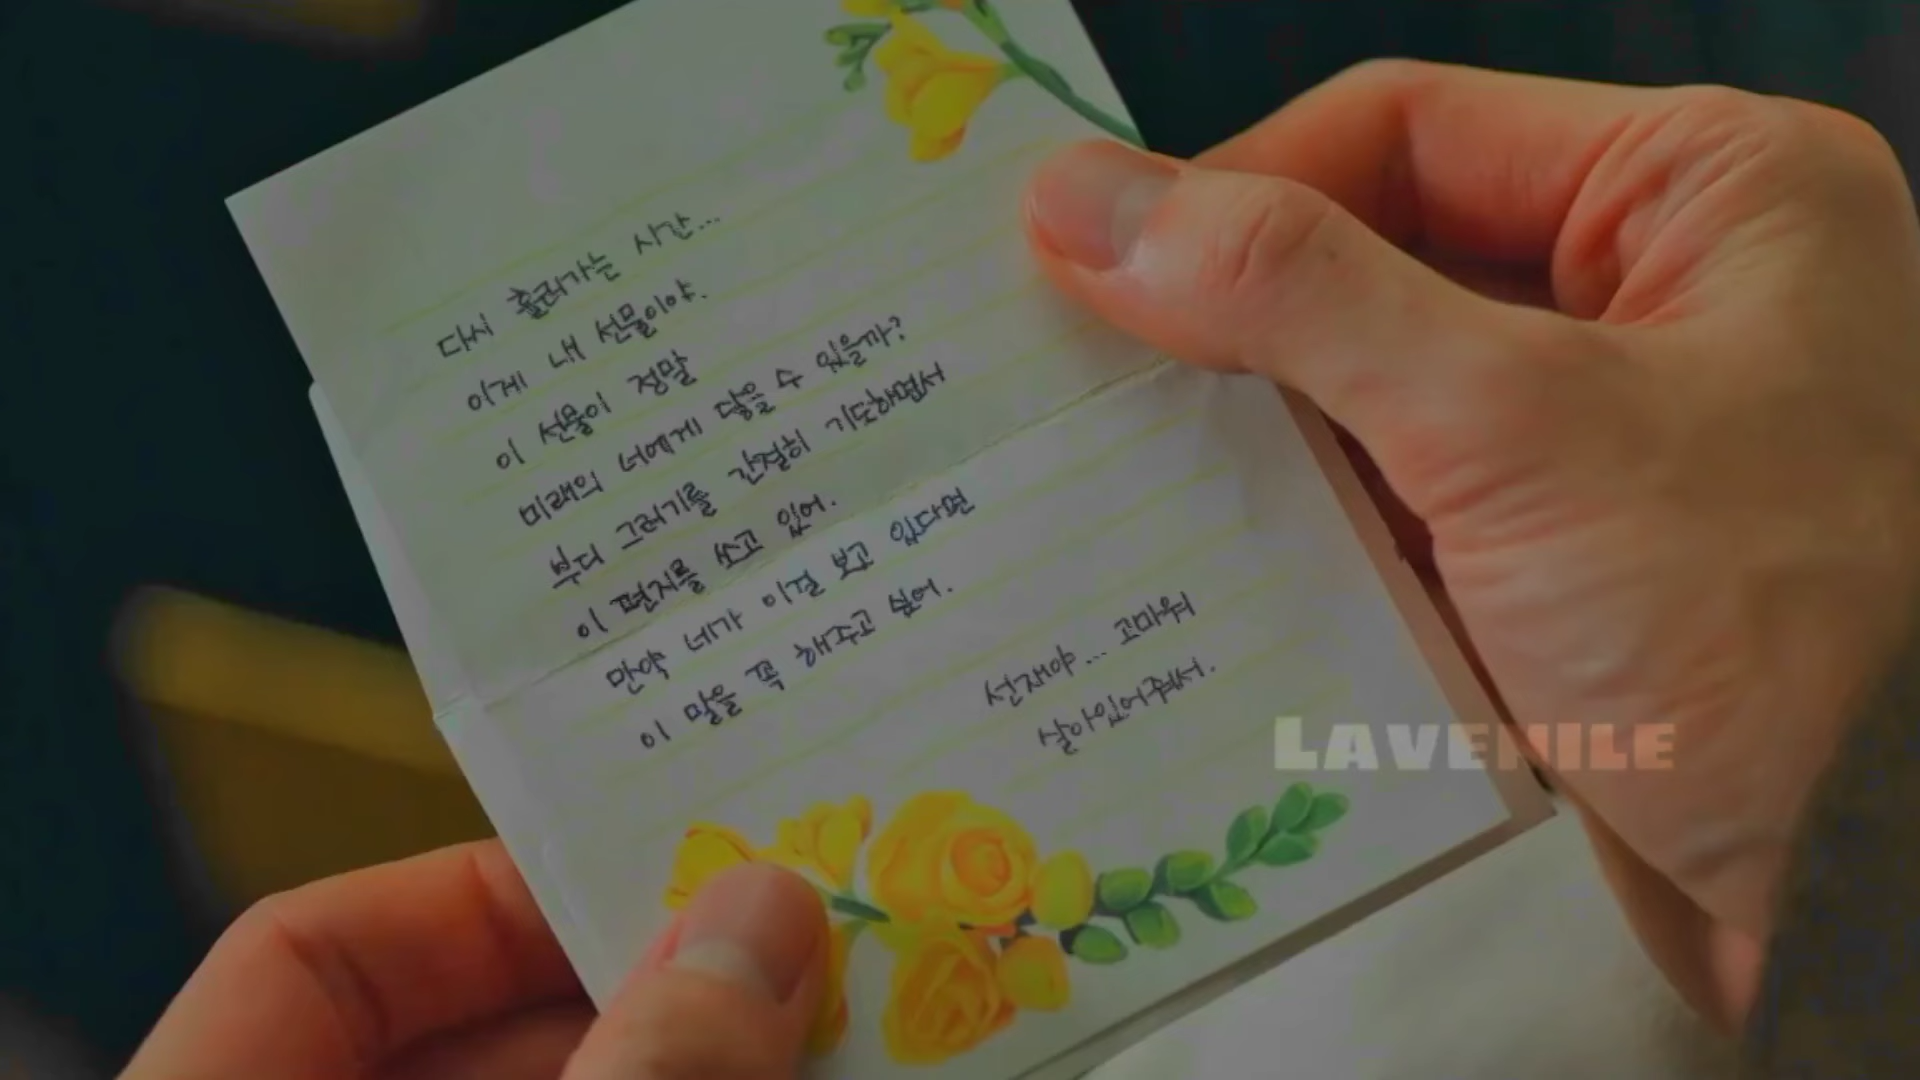 다시 흘러가는 시간...
이게 내 선물이야.
이 선물이 정말
미래의 너에게 닿을 수 있을까?
부디 그러기를 간절히 기도하면서
이 편지를 쓰고 있어.
만약 네가 이걸 보고 있다면
이 말을 꼭 해주고 싶어.
선재야... 고마워
살아있어줘서.
LAVENILE